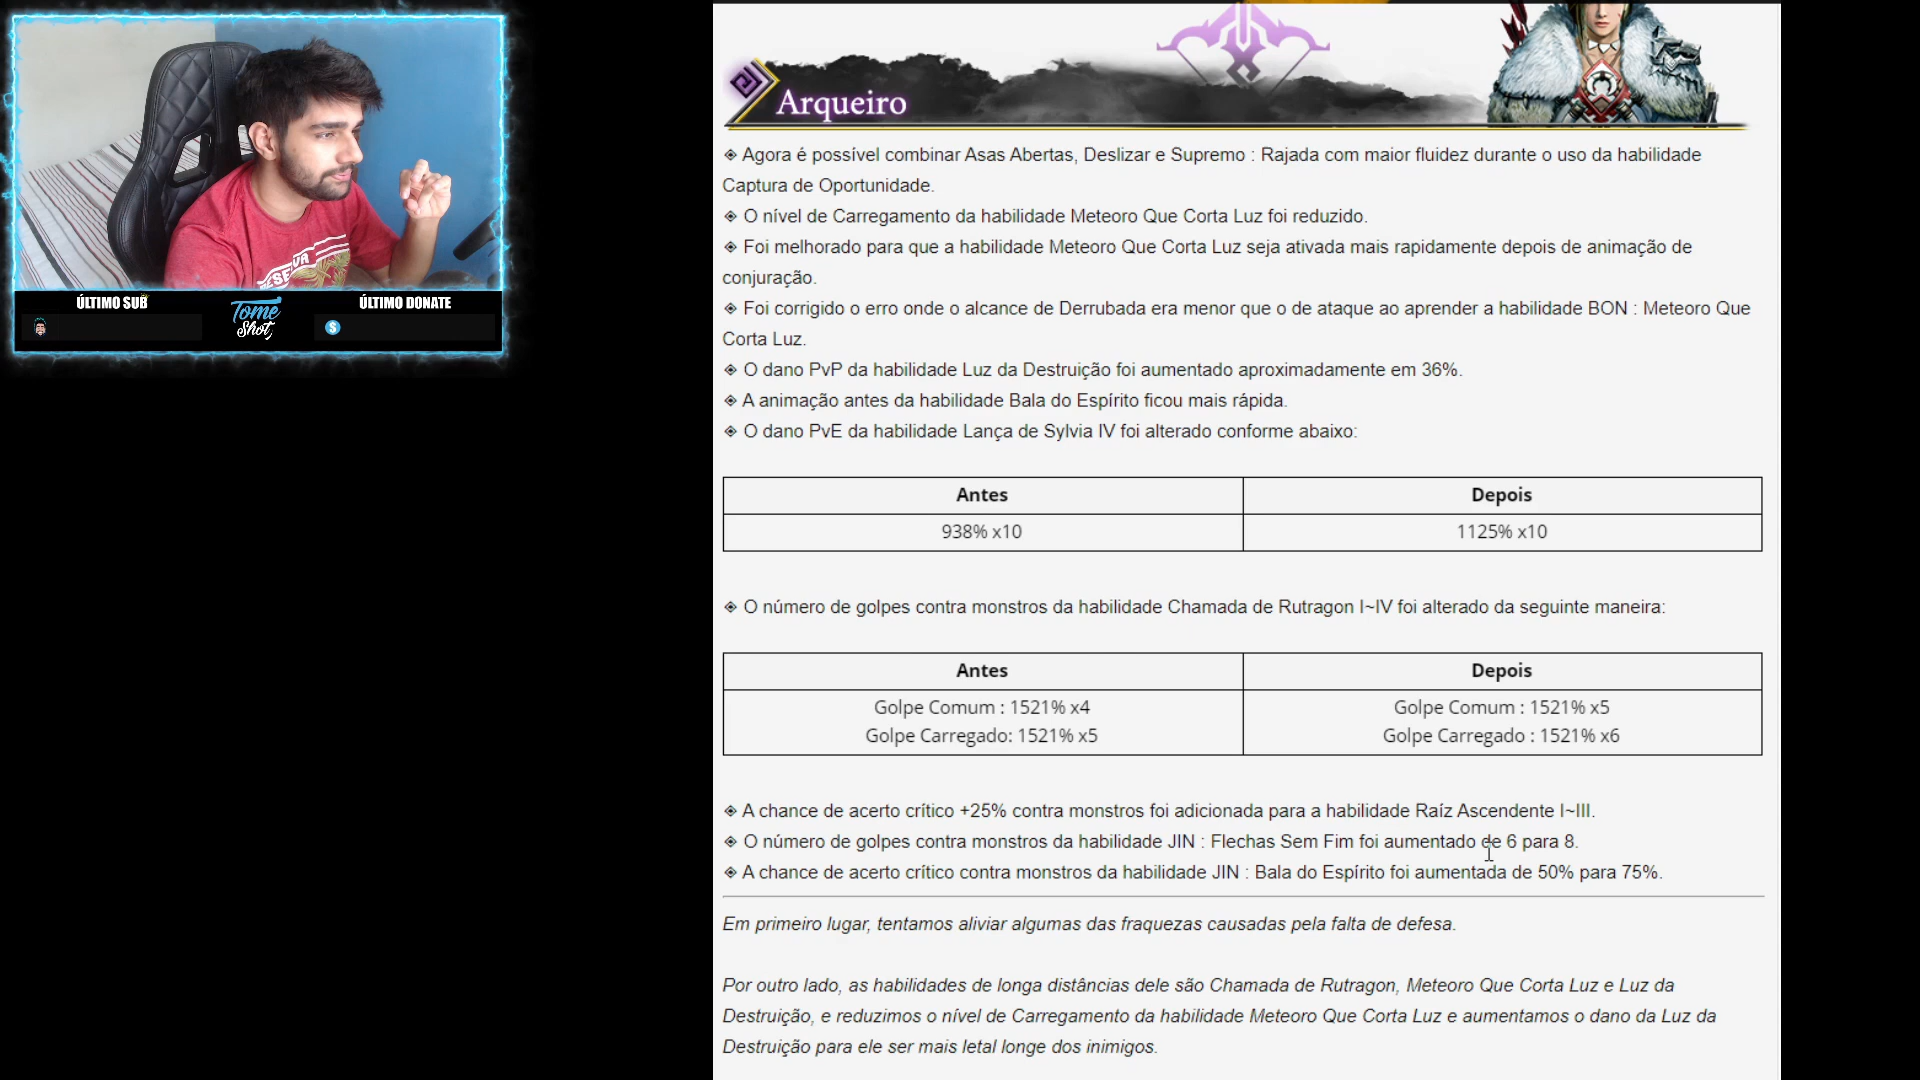 Arqueiro
◈ Agora é possível combinar Asas Abertas, Deslizar e Supremo : Rajada com maior fluidez durante o uso da habilidade
Captura de Oportunidade.
◈ O nível de Carregamento da habilidade Meteoro Que Corta Luz foi reduzido.
◈ Foi melhorado para que a habilidade Meteoro Que Corta Luz seja ativada mais rapidamente depois de animação de
conjuração.
◈ Foi corrigido o erro onde o alcance de Derrubada era menor que o de ataque ao aprender a habilidade BON : Meteoro Que
Corta Luz.
◈ O dano PvP da habilidade Luz da Destruição foi aumentado aproximadamente em 36%.
◈ A animação antes da habilidade Bala do Espírito ficou mais rápida.
◈ O dano PvE da habilidade Lança de Sylvia IV foi alterado conforme abaixo:
Antes Depois
938% x10 1125% x10
◈ O número de golpes contra monstros da habilidade Chamada de Rutragon I~IV foi alterado da seguinte maneira:
Antes Depois
Golpe Comum : 1521% x4 Golpe Comum : 1521% x5
Golpe Carregado: 1521% x5 Golpe Carregado : 1521% x6
◈ A chance de acerto crítico +25% contra monstros foi adicionada para a habilidade Raíz Ascendente I~III.
◈ O número de golpes contra monstros da habilidade JIN : Flechas Sem Fim foi aumentado de 6 para 8.
◈ A chance de acerto crítico contra monstros da habilidade JIN : Bala do Espírito foi aumentada de 50% para 75%.
Em primeiro lugar, tentamos aliviar algumas das fraquezas causadas pela falta de defesa.
Por outro lado, as habilidades de longa distâncias dele são Chamada de Rutragon, Meteoro Que Corta Luz e Luz da
Destruição, e reduzimos o nível de Carregamento da habilidade Meteoro Que Corta Luz e aumentamos o dano da Luz da
Destruição para ele ser mais letal longe dos inimigos.
ÚLTIMO SUB
Tome
Shot
ÚLTIMO DONATE
$